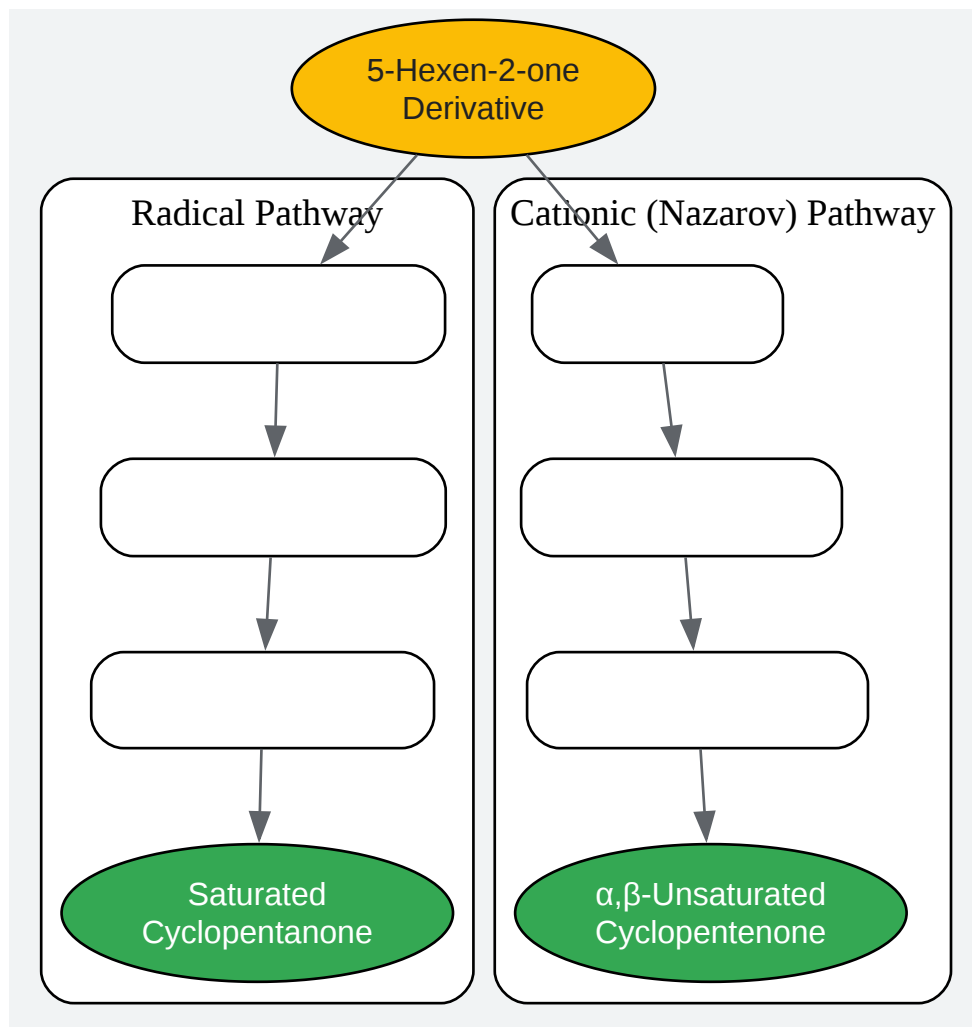 5-Hexen-2-one
Derivative
Radical Pathway
Cationic (Nazarov) Pathway
Saturated
Cyclopentanone
α,β-Unsaturated
Cyclopentenone